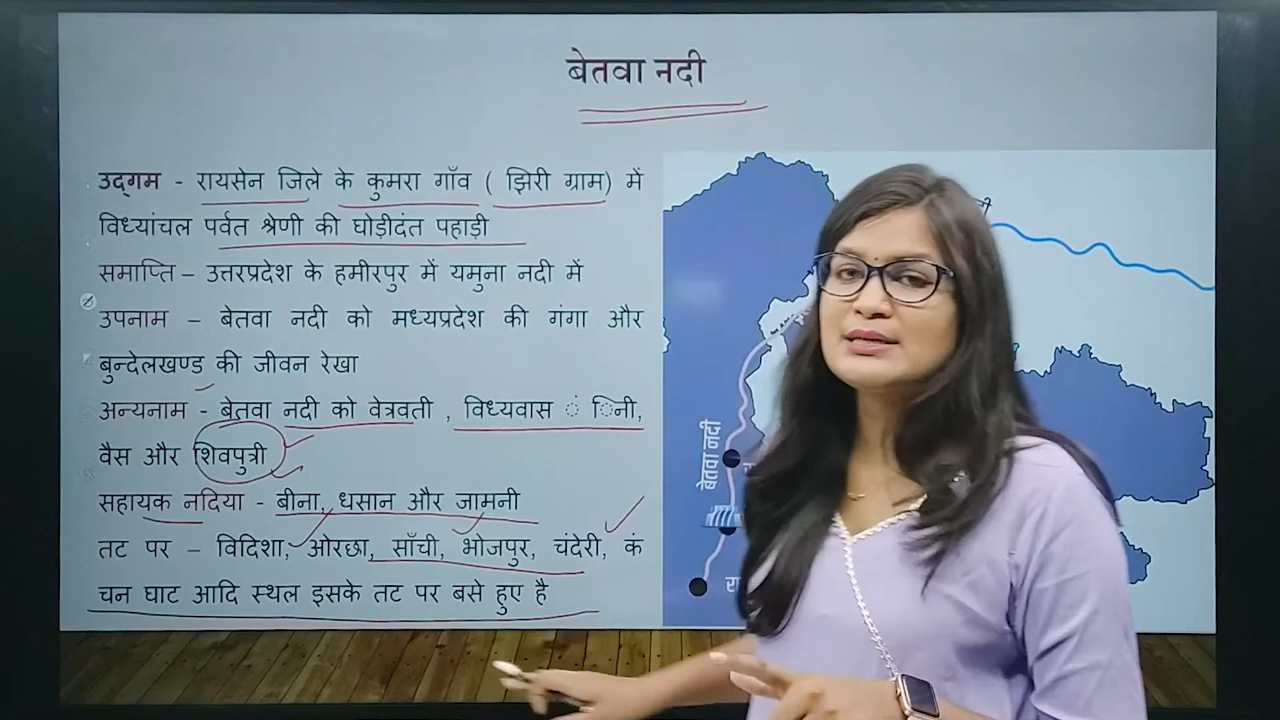 बेतवा नदी
उद्गम - रायसेन जिले के कुमरा गाँव ( झिरी ग्राम) में
विध्यांचल पर्वत श्रेणी की घोड़ीदंत पहाड़ी
समाप्ति – उत्तरप्रदेश के हमीरपुर में यमुना नदी में
उपनाम – बेतवा नदी को मध्यप्रदेश की गंगा और
बुन्देलखण्ड की जीवन रेखा
अन्यनाम - बेतवा नदी को वेत्रवती , विध्यवास ं िनी,
वैस और शिवपुत्री
सहायक नदिया - बीना, धसान और जामनी
तट पर – विदिशा, ओरछा, साँची, भोजपुर, चंदेरी, कं
चन घाट आदि स्थल इसके तट पर बसे हुए है
बेतवा नदी